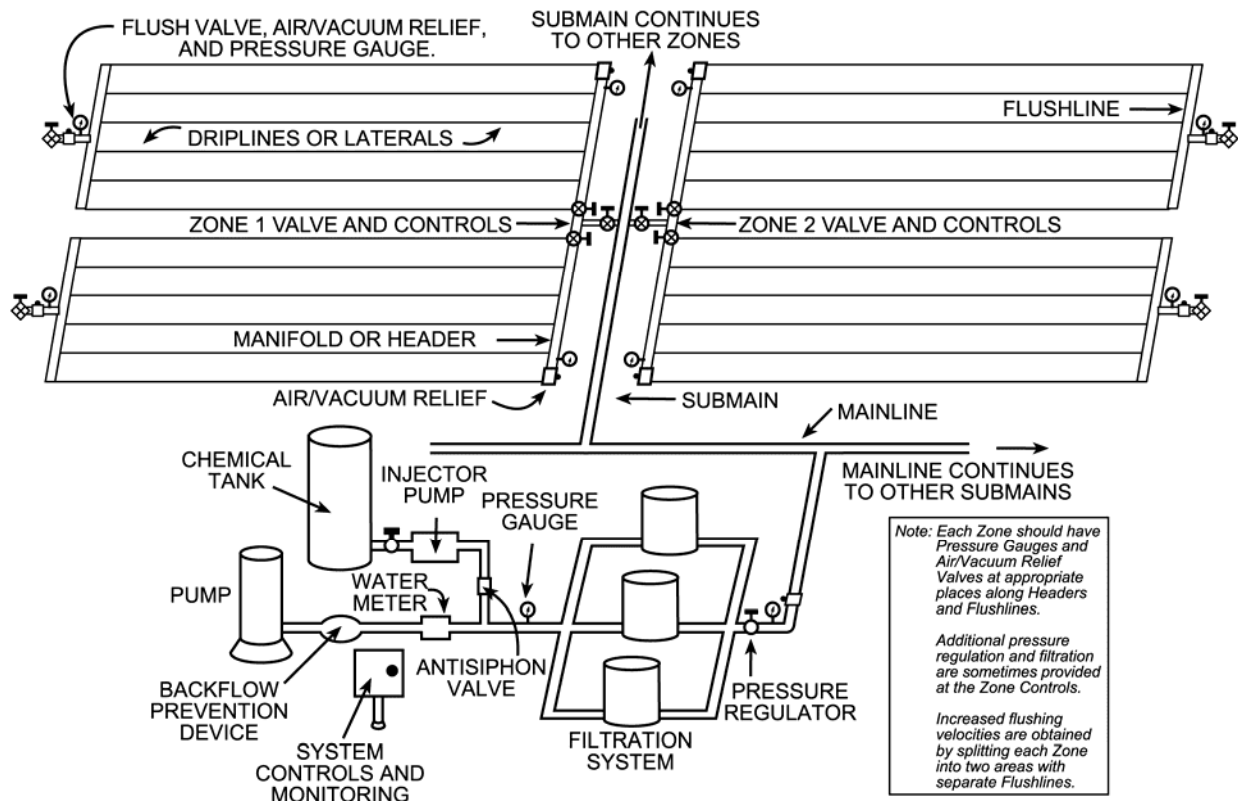 FLUSH VALVE, AIR/VACUUM RELIEF,
AND PRESSURE GAUGE.
SUBMAIN CONTINUES
TO OTHER ZONES
FLUSHLINE
DRIPLINES OR LATERALS
ZONE 1 VALVE AND CONTROLS
ZONE 2 VALVE AND CONTROLS
MANIFOLD OR HEADER
AIR/VACUUM RELIEF
SUBMAIN
MAINLINE
MAINLINE CONTINUES
TO OTHER SUBMAINS
CHEMICAL
TANK
INJECTOR
PUMP
PRESSURE
GAUGE
PUMP
WATER
METER
ANTISIPHON
VALVE
BACKFLOW
PREVENTION
DEVICE
SYSTEM
CONTROLS AND
MONITORING
FILTRATION
SYSTEM
PRESSURE
REGULATOR
Note: Each Zone should have
Pressure Gauges and
Air/Vacuum Relief
Valves at appropriate
places along Headers
and Flushlines.
Additional pressure
regulation and filtration
are sometimes provided
at the Zone Controls.
Increased flushing
velocities are obtained
by splitting each Zone
into two areas with
separate Flushlines.